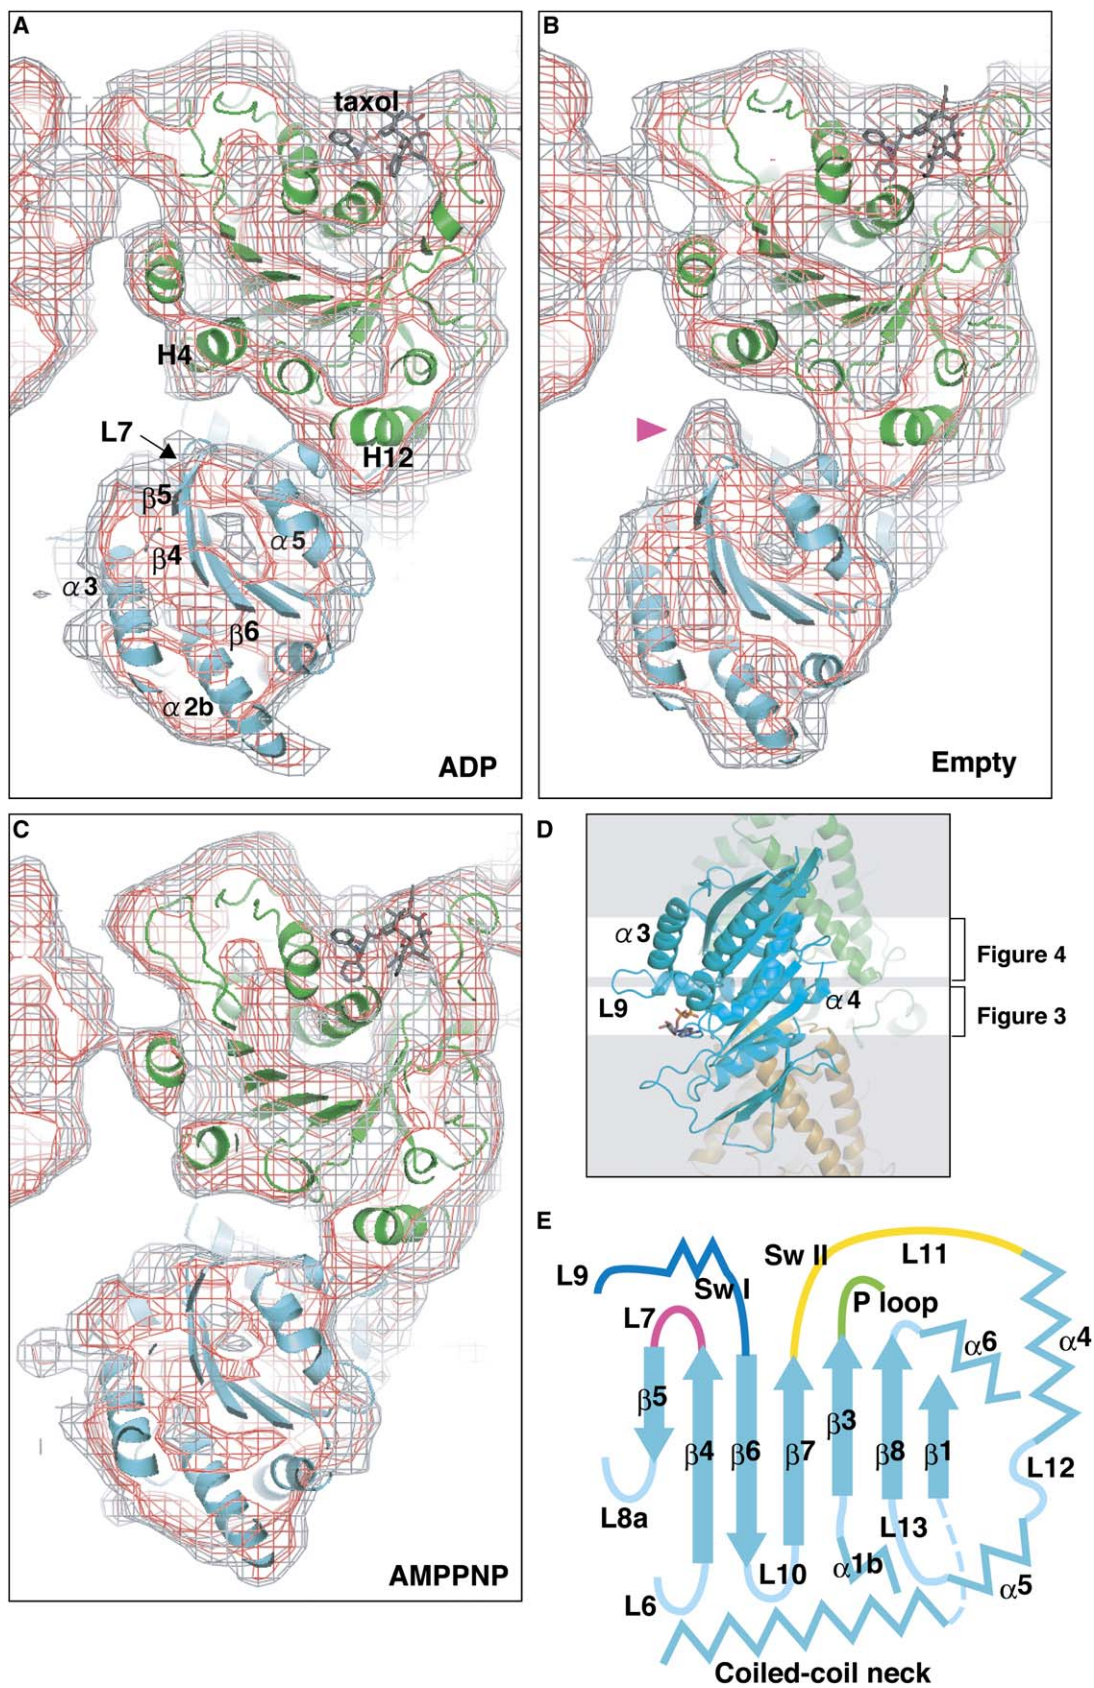 A
taxol
H4
L7
H12
β5
α5
β4
α3
β6
α2b
ADP
B
Empty
C
AMPPNP
D
α3
Figure 4
L9
α4
Figure 3
E
Sw II
L11
L9
Sw I
P loop
L7
α6
α4
β5
β3
β4
β6
β7
β8
β1
L12
L8a
L13
α1b
L10
α5
L6
Coiled-coil neck